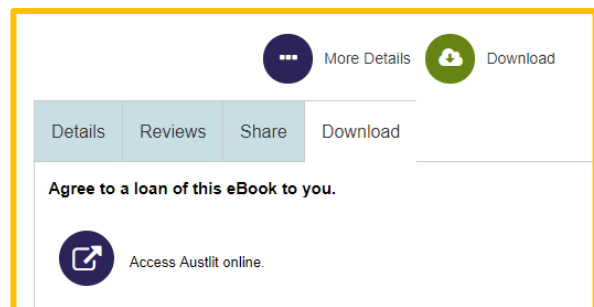 More Details Download
Details Reviews Share Download
Agree to a loan of this eBook to you.
Access Austlit online.